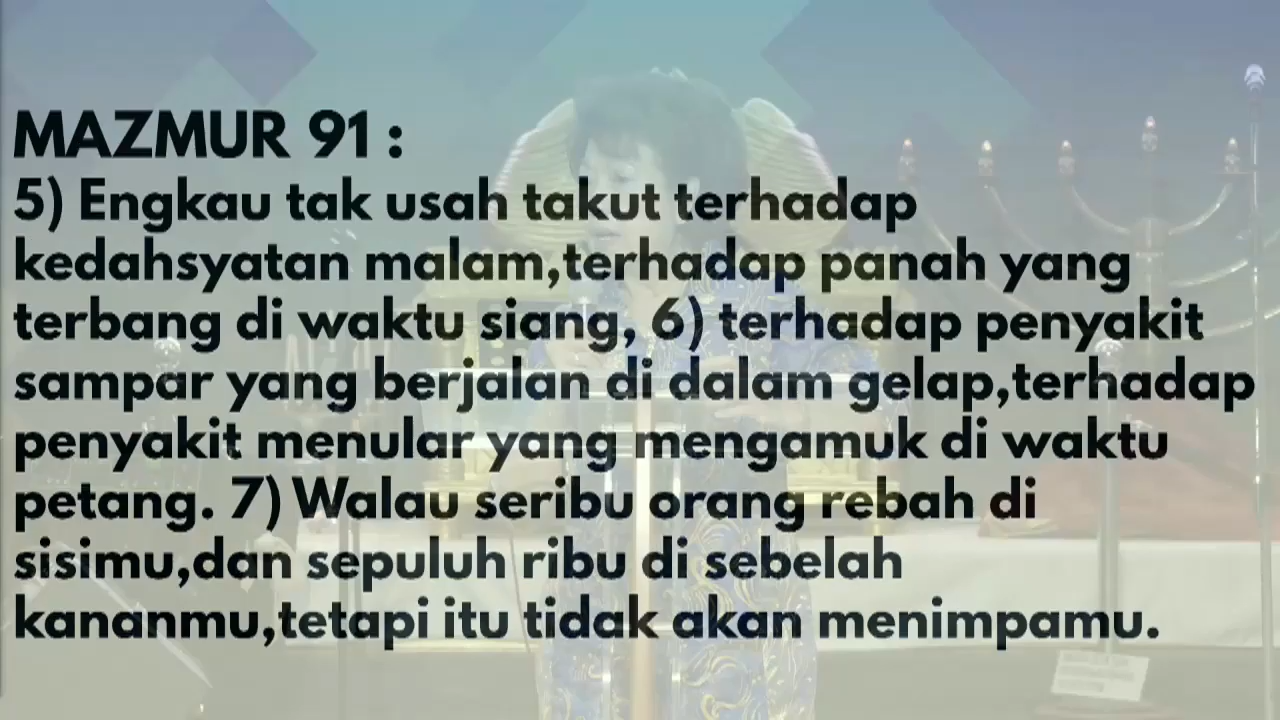 MAZMUR 91 :
5) Engkau tak usah takut terhadap
kedahsyatan malam,terhadap panah yang
terbang di waktu siang, 6) terhadap penyakit
sampar yang berjalan di dalam gelap,terhadap
penyakit menular yang mengamuk di waktu
petang. 7) Walau seribu orang rebah di
sisimu,dan sepuluh ribu di sebelah
kananmu,tetapi itu tidak akan menimpamu.